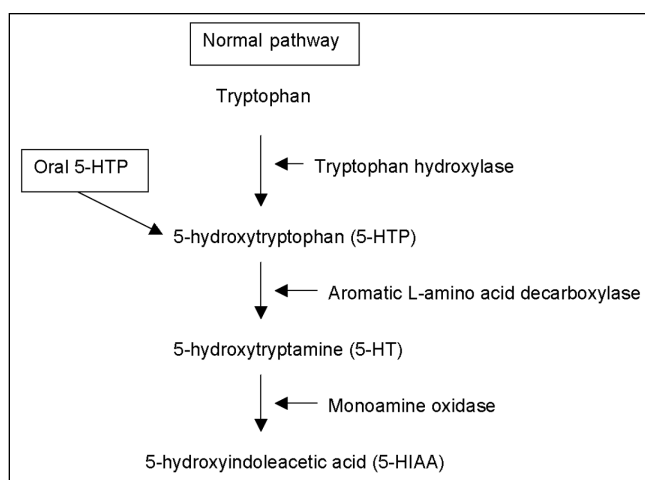 Normal pathway
Tryptophan
Oral 5-HTP
Tryptophan hydroxylase
5-hydroxytryptophan (5-HTP)
Aromatic L-amino acid decarboxylase
5-hydroxytryptamine (5-HT)
Monoamine oxidase
5-hydroxyindoleacetic acid (5-HIAA)